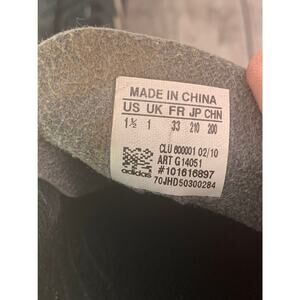 MADE IN CHINA
US UK FR JP CHN
1½ 1 33 210 200
CLU 600001 02/10
ART G14051
#101616897
adidas
70JHD50300284